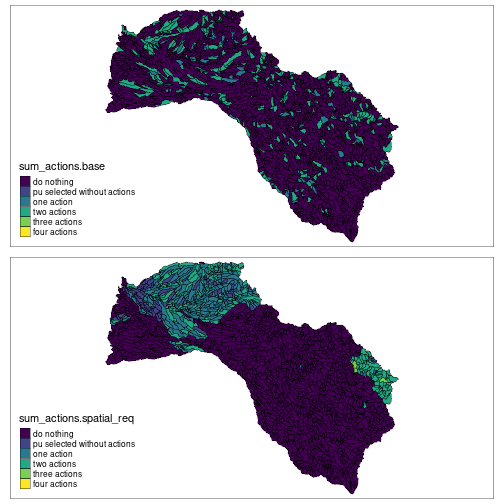 sum_actions.base
do nothing
pu selected without actions
one action
two actions
three actions
four actions
sum_actions.spatial_req
do nothing
pu selected without actions
one action
two actions
three actions
four actions